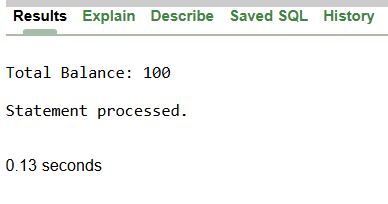 Results Explain Describe Saved SQL History
Total Balance: 100
Statement processed.
0.13 seconds